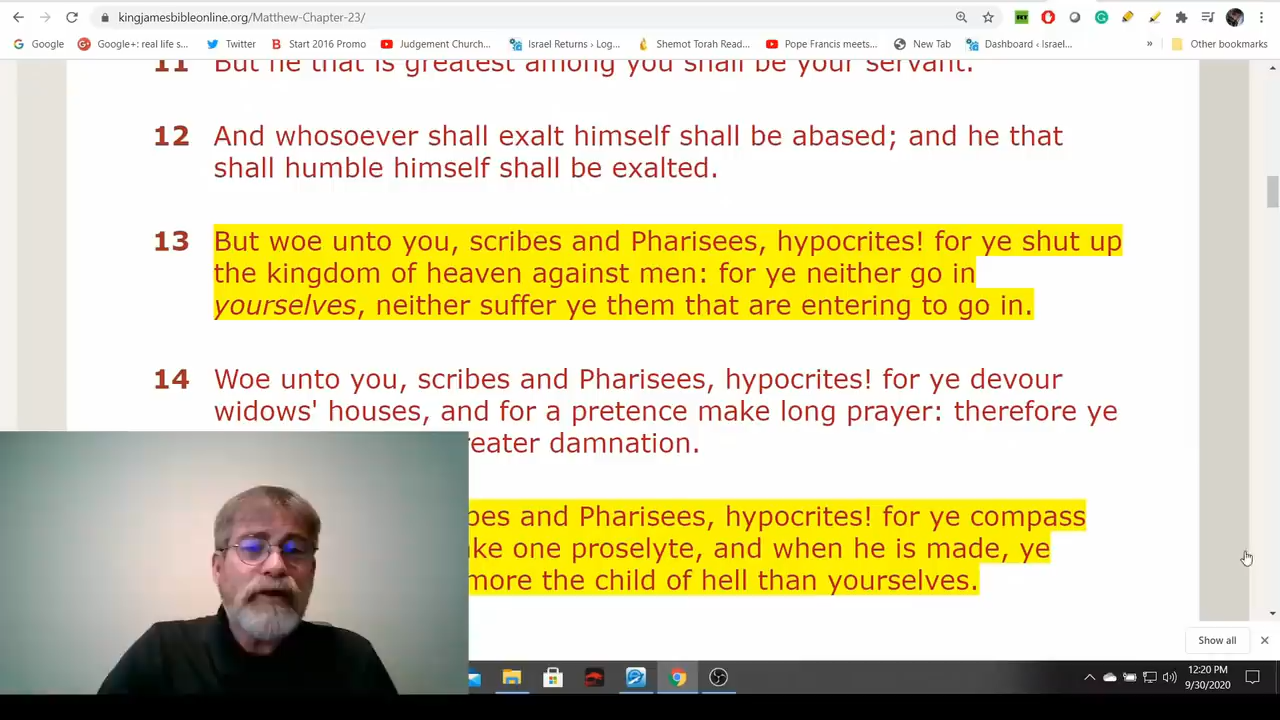 kingjamesbibleonline.org/Matthew-Chapter-23/
Google Google+: real life s... Twitter Start 2016 Promo Judgement Church... Israel Returns › Log... Shemot Torah Read... Pope Francis meets... New Tab Dashboard ‹ Israel... » Other bookmarks
11 But he that is greatest among you shall be your servant.
12 And whosoever shall exalt himself shall be abased; and he that
shall humble himself shall be exalted.
13 But woe unto you, scribes and Pharisees, hypocrites! for ye shut up
the kingdom of heaven against men: for ye neither go in
yourselves, neither suffer ye them that are entering to go in.
14 Woe unto you, scribes and Pharisees, hypocrites! for ye devour
widows' houses, and for a pretence make long prayer: therefore ye
reater damnation.
bes and Pharisees, hypocrites! for ye compass
ke one proselyte, and when he is made, ye
more the child of hell than yourselves.
Show all
12:20 PM
9/30/2020